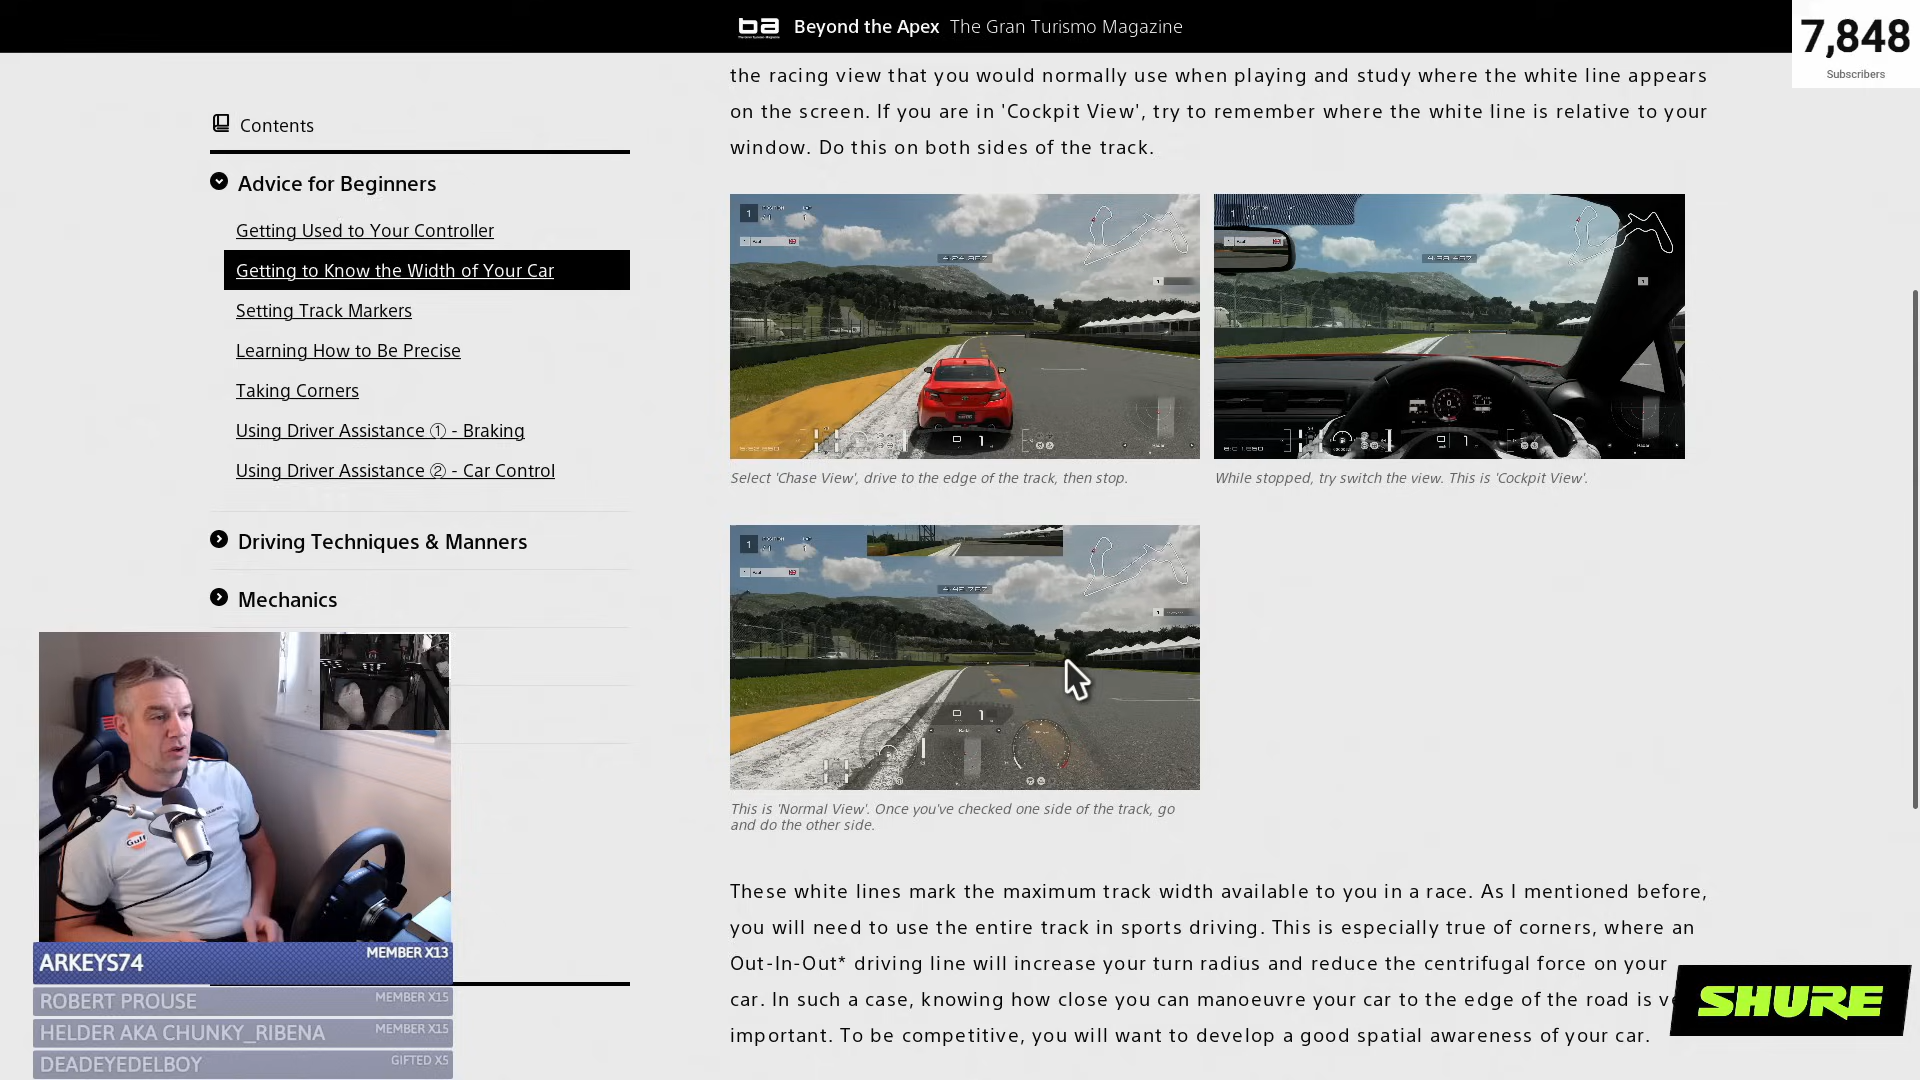 ba Beyond the Apex The Gran Turismo Magazine
7,848
Subscribers
Contents
Advice for Beginners
Getting Used to Your Controller
Getting to Know the Width of Your Car
Setting Track Markers
Learning How to Be Precise
Taking Corners
Using Driver Assistance ① - Braking
Using Driver Assistance ② - Car Control
Driving Techniques & Manners
Mechanics
the racing view that you would normally use when playing and study where the white line appears
on the screen. If you are in 'Cockpit View', try to remember where the white line is relative to your
window. Do this on both sides of the track.
Select 'Chase View', drive to the edge of the track, then stop.
While stopped, try switch the view. This is 'Cockpit View'.
This is 'Normal View'. Once you've checked one side of the track, go
and do the other side.
These white lines mark the maximum track width available to you in a race. As I mentioned before,
you will need to use the entire track in sports driving. This is especially true of corners, where an
Out-In-Out* driving line will increase your turn radius and reduce the centrifugal force on your
car. In such a case, knowing how close you can manoeuvre your car to the edge of the road is
important. To be competitive, you will want to develop a good spatial awareness of your car.
Gulf
ARKEYS74 MEMBER X13
ROBERT PROUSE MEMBER X15
HELDER AKA CHUNKY_RIBENA MEMBER X15
DEADEYEDELBOY GIFTED X5
SHURE